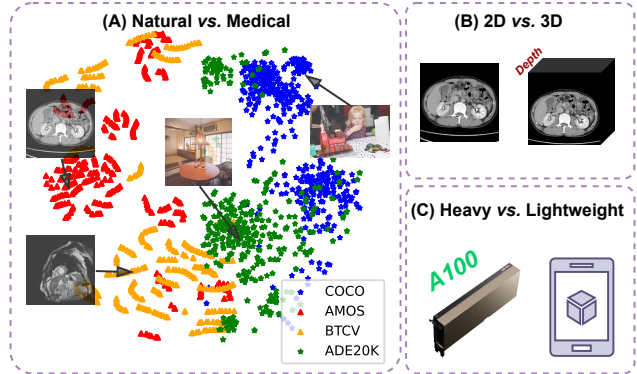 (A) Natural vs. Medical
COCO
AMOS
BTCV
ADE20K
(B) 2D vs. 3D
Depth
(C) Heavy vs. Lightweight
A100